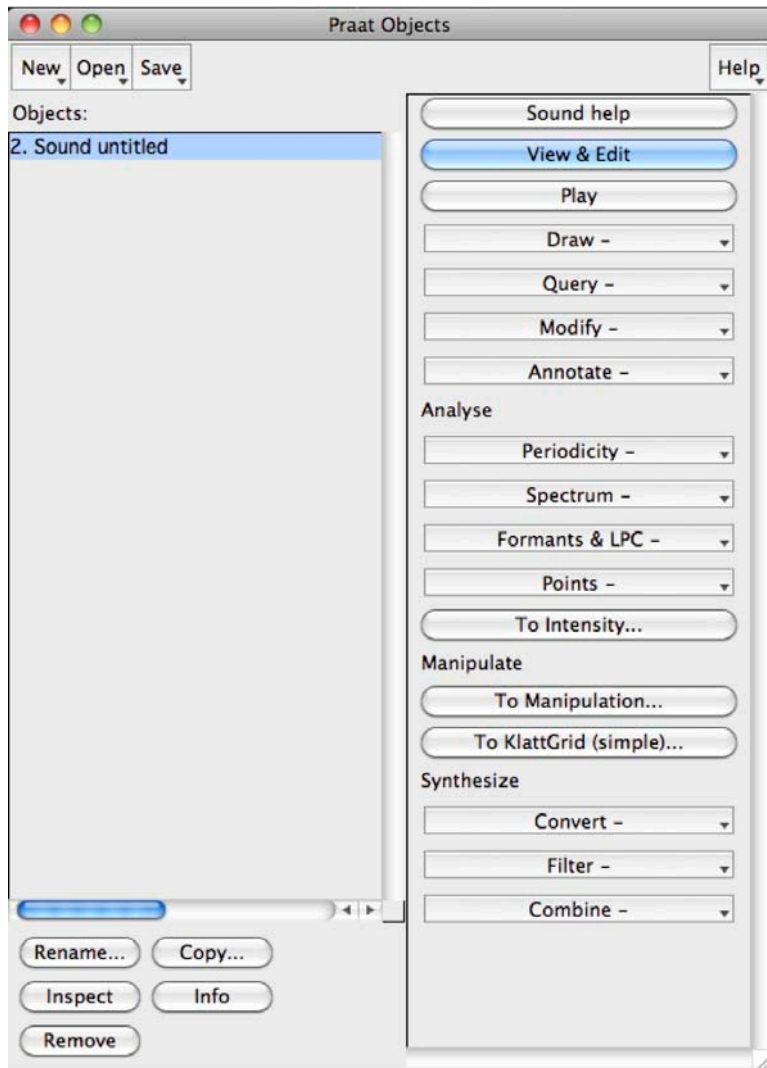 Praat Objects
New Open Save Help
Objects:
2. Sound untitled
Sound help
View & Edit
Play
Draw –
Query –
Modify –
Annotate –
Analyse
Periodicity –
Spectrum –
Formants & LPC –
Points –
To Intensity...
Manipulate
To Manipulation...
To KlattGrid (simple)...
Synthesize
Convert –
Filter –
Combine –
Rename... Copy...
Inspect Info
Remove